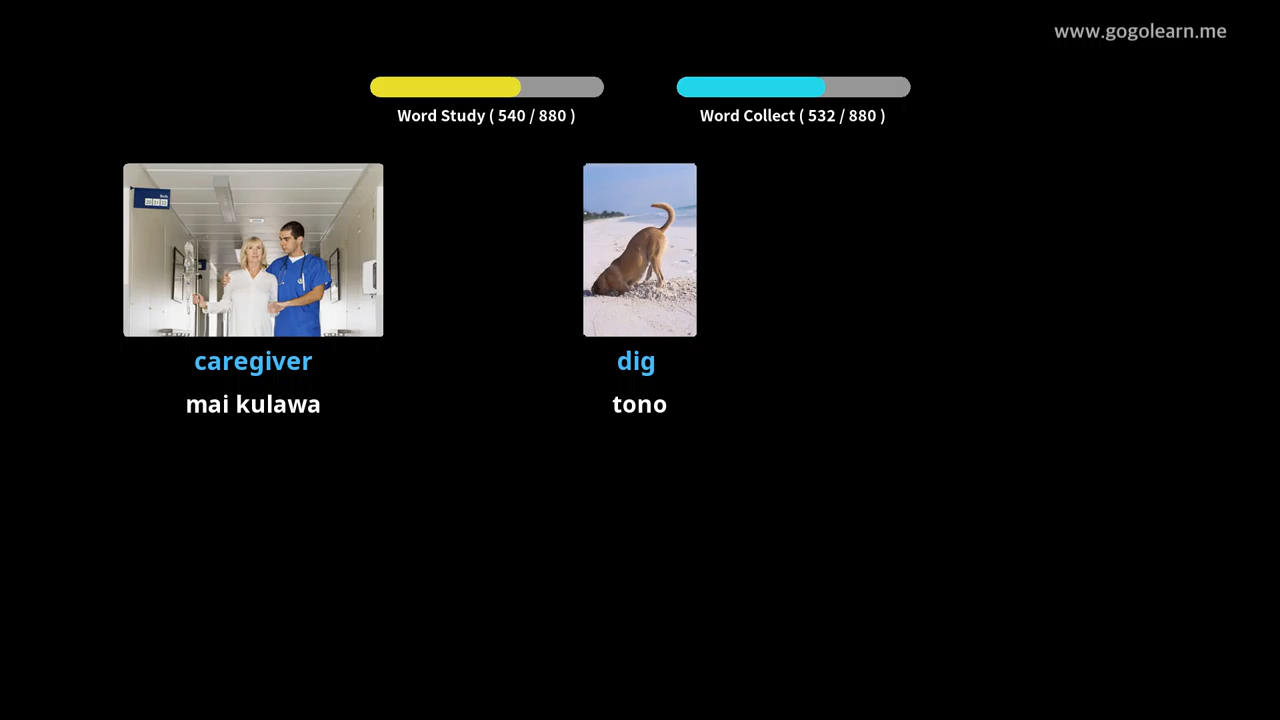 www.gogolearn.me
Word Study ( 540 / 880 )
Word Collect ( 532 / 880 )
caregiver
mai kulawa
dig
tono